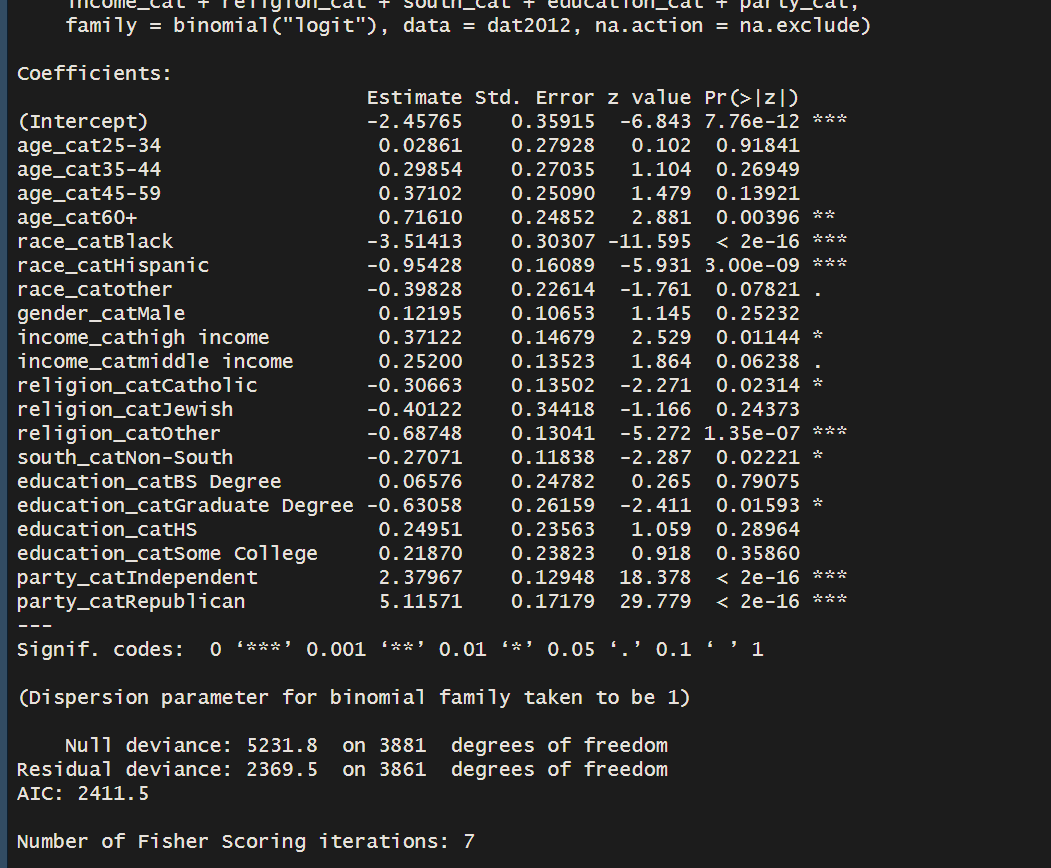 income_cat + religion_cat + south_cat + education_cat + party_cat,
family = binomial("logit"), data = dat2012, na.action = na.exclude)
Coefficients:
Estimate Std. Error z value Pr(>|z|)
(Intercept) -2.45765 0.35915 -6.843 7.76e-12 ***
age_cat25-34 0.02861 0.27928 0.102 0.91841
age_cat35-44 0.29854 0.27035 1.104 0.26949
age_cat45-59 0.37102 0.25090 1.479 0.13921
age_cat60+ 0.71610 0.24852 2.881 0.00396 **
race_catBlack -3.51413 0.30307 -11.595 < 2e-16 ***
race_catHispanic -0.95428 0.16089 -5.931 3.00e-09 ***
race_catother -0.39828 0.22614 -1.761 0.07821 .
gender_catMale 0.12195 0.10653 1.145 0.25232
income_cathigh income 0.37122 0.14679 2.529 0.01144 *
income_catmiddle income 0.25200 0.13523 1.864 0.06238 .
religion_catCatholic -0.30663 0.13502 -2.271 0.02314 *
religion_catJewish -0.40122 0.34418 -1.166 0.24373
religion_catOther -0.68748 0.13041 -5.272 1.35e-07 ***
south_catNon-South -0.27071 0.11838 -2.287 0.02221 *
education_catBS Degree 0.06576 0.24782 0.265 0.79075
education_catGraduate Degree -0.63058 0.26159 -2.411 0.01593 *
education_catHS 0.24951 0.23563 1.059 0.28964
education_catSome College 0.21870 0.23823 0.918 0.35860
party_catIndependent 2.37967 0.12948 18.378 < 2e-16 ***
party_catRepublican 5.11571 0.17179 29.779 < 2e-16 ***
---
Signif. codes: 0 ‘***’ 0.001 ‘**’ 0.01 ‘*’ 0.05 ‘.’ 0.1 ‘ ’ 1
(Dispersion parameter for binomial family taken to be 1)
Null deviance: 5231.8 on 3881 degrees of freedom
Residual deviance: 2369.5 on 3861 degrees of freedom
AIC: 2411.5
Number of Fisher Scoring iterations: 7